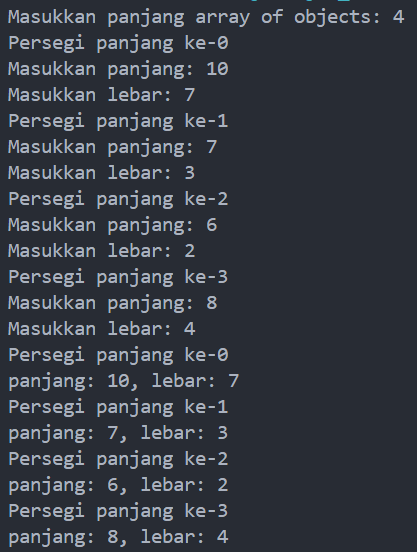 Masukkan panjang array of objects: 4
Persegi panjang ke-0
Masukkan panjang: 10
Masukkan lebar: 7
Persegi panjang ke-1
Masukkan panjang: 7
Masukkan lebar: 3
Persegi panjang ke-2
Masukkan panjang: 6
Masukkan lebar: 2
Persegi panjang ke-3
Masukkan panjang: 8
Masukkan lebar: 4
Persegi panjang ke-0
panjang: 10, lebar: 7
Persegi panjang ke-1
panjang: 7, lebar: 3
Persegi panjang ke-2
panjang: 6, lebar: 2
Persegi panjang ke-3
panjang: 8, lebar: 4